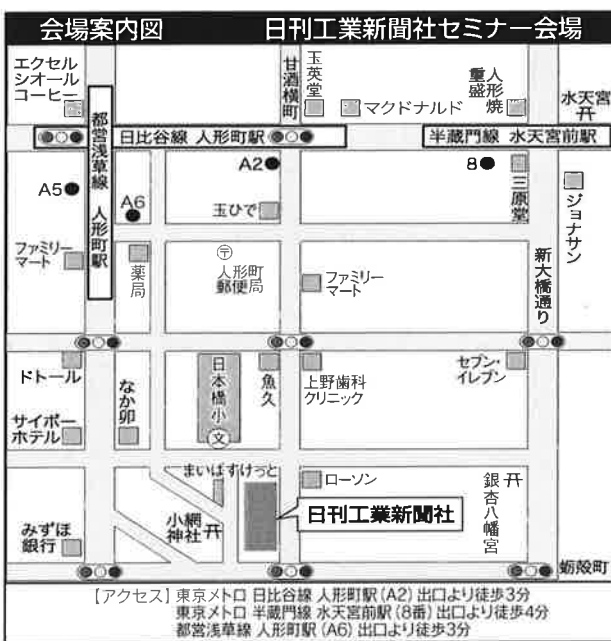 会場案内図 日刊工業新聞社セミナー会場
エクセル
シオール
コーヒー
都営浅草線 人形町駅
甘酒横町
玉英堂
マクドナルド
重盛
人形焼
水天宮
日比谷線 人形町駅
半蔵門線 水天宮前駅
A5
A6
A2
8
玉ひで
三原堂
ジョナサン
ファミリー
マート
薬局
〒
人形町
郵便局
ファミリー
マート
新大橋通り
ドトール
なか卯
日本橋小
文
魚久
上野歯科
クリニック
セブン-
イレブン
サイボー
ホテル
まいばすけっと
ローソン
銀杏八幡宮
みずほ
銀行
小網
神社
日刊工業新聞社
蛎殻町
【アクセス】東京メトロ 日比谷線 人形町駅(A2)出口より徒歩3分
東京メトロ 半蔵門線 水天宮前駅(8番)出口より徒歩4分
都営浅草線 人形町駅(A6)出口より徒歩3分